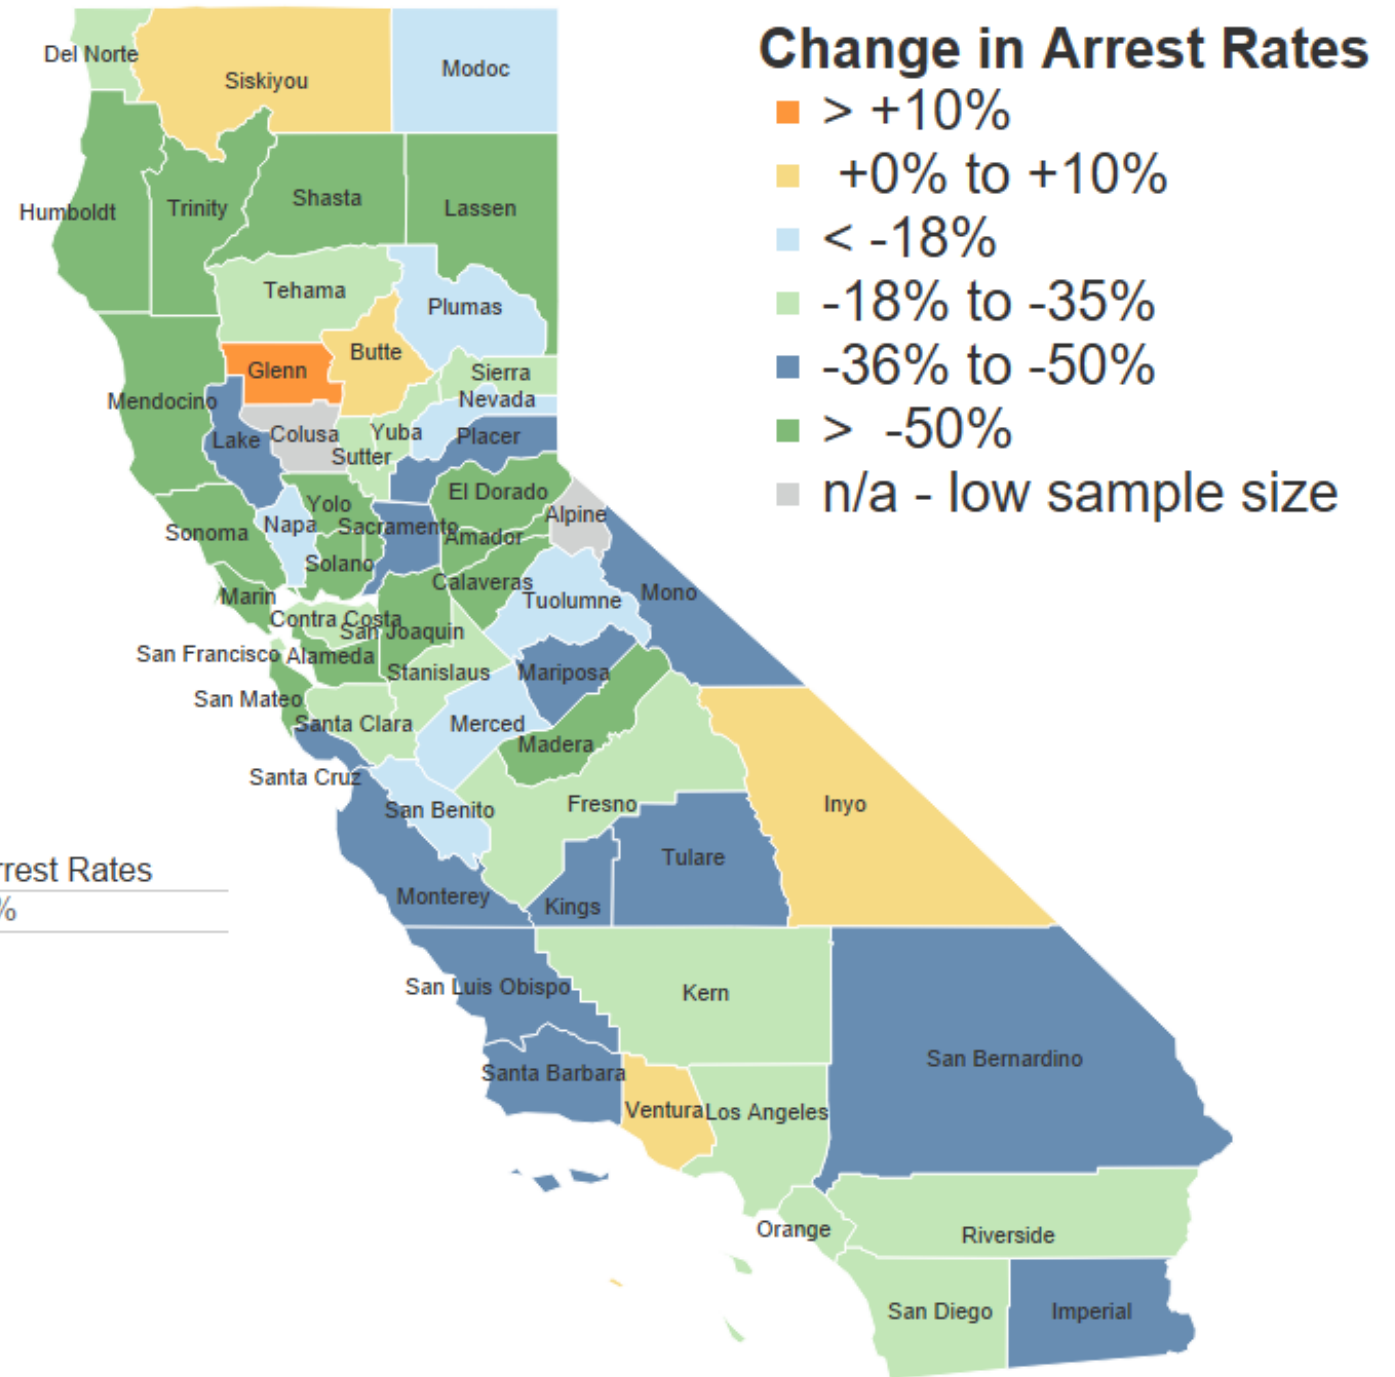 Change in Arrest Rates
> +10%
+0% to +10%
< -18%
-18% to -35%
-36% to -50%
> -50%
n/a - low sample size
Del Norte
Siskiyou
Modoc
Humboldt
Trinity
Shasta
Lassen
Tehama
Plumas
Butte
Glenn
Sierra
Nevada
Mendocino
Lake
Colusa
Yuba
Placer
Sutter
El Dorado
Yolo
Alpine
Napa
Sacramento
Sonoma
Amador
Solano
Calaveras
Mono
Marin
Tuolumne
Contra Costa
San Joaquin
San Francisco
Alameda
Stanislaus
Mariposa
San Mateo
Santa Clara
Merced
Madera
Santa Cruz
San Benito
Fresno
Inyo
Tulare
rrest Rates
%
Monterey
Kings
San Luis Obispo
Kern
San Bernardino
Santa Barbara
Ventura
Los Angeles
Orange
Riverside
San Diego
Imperial